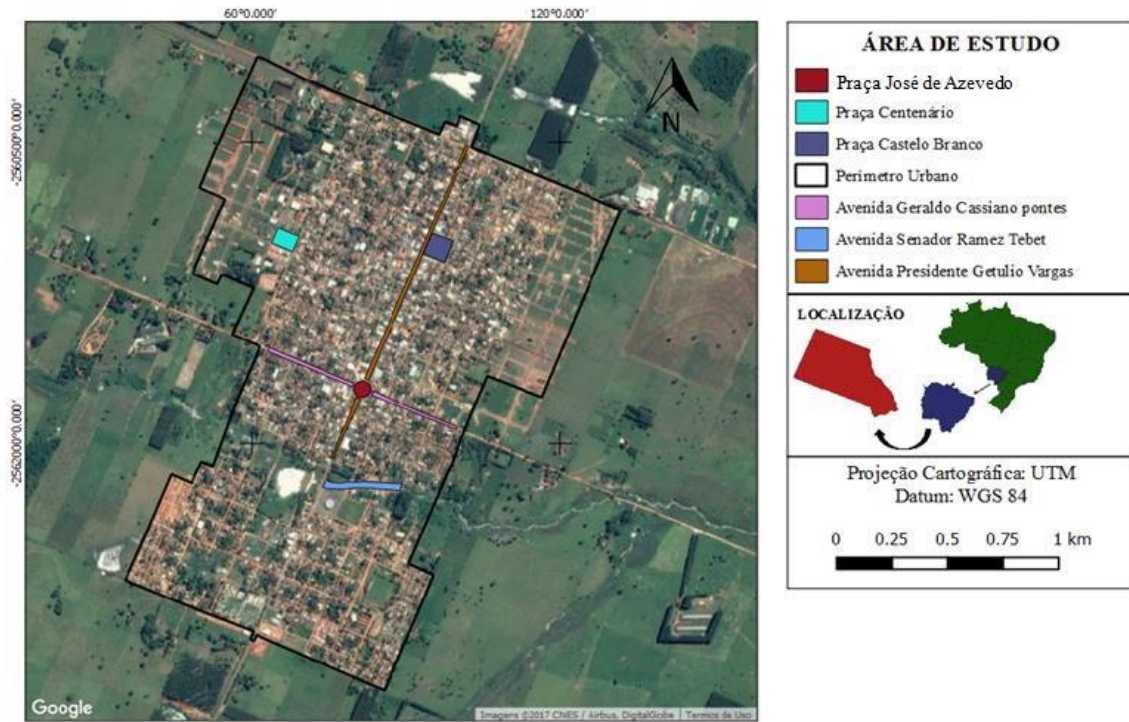 60°0.000′
120°0.000′
-2560500°0.000′
-2562000°0.000′
N
Google
Imagens ©2017 CNES / Airbus, DigitalGlobe
Termos de Uso
ÁREA DE ESTUDO
Praça José de Azevedo
Praça Centenário
Praça Castelo Branco
Perimetro Urbano
Avenida Geraldo Cassiano pontes
Avenida Senador Ramez Tebet
Avenida Presidente Getulio Vargas
LOCALIZAÇÃO
Projeção Cartográfica: UTM
Datum: WGS 84
0 0.25 0.5 0.75 1 km